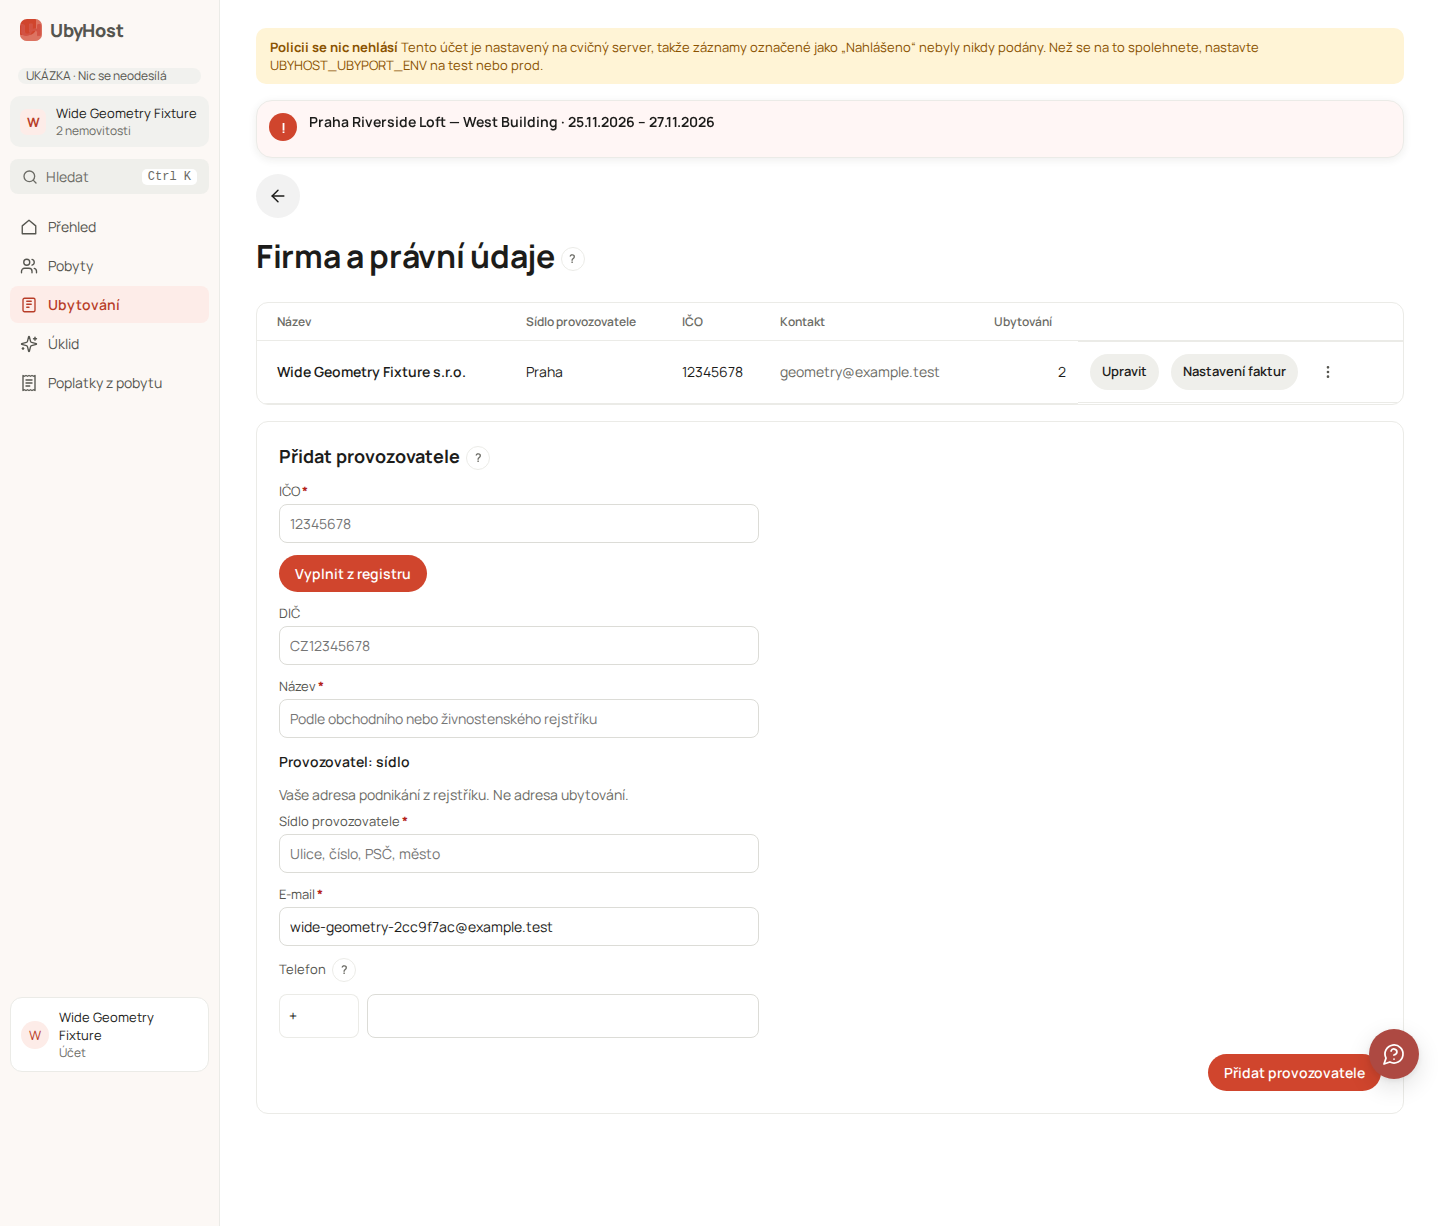 UbyHost
UKÁZKA · Nic se neodesílá
W
Wide Geometry Fixture
2 nemovitosti
Hledat
Ctrl K
Přehled
Pobyty
Ubytování
Úklid
Poplatky z pobytu
W
Wide Geometry
Fixture
Účet
Policii se nic nehlásí Tento účet je nastavený na cvičný server, takže záznamy označené jako „Nahlášeno“ nebyly nikdy podány. Než se na to spolehnete, nastavte
UBYHOST_UBYPORT_ENV na test nebo prod.
!
Praha Riverside Loft — West Building · 25.11.2026 – 27.11.2026
Firma a právní údaje ?
Název Sídlo provozovatele IČO Kontakt Ubytování
Wide Geometry Fixture s.r.o. Praha 12345678 geometry@example.test 2 Upravit Nastavení faktur
Přidat provozovatele ?
IČO *
12345678
Vyplnit z registru
DIČ
CZ12345678
Název *
Podle obchodního nebo živnostenského rejstříku
Provozovatel: sídlo
Vaše adresa podnikání z rejstříku. Ne adresa ubytování.
Sídlo provozovatele *
Ulice, číslo, PSČ, město
E-mail *
wide-geometry-2cc9f7ac@example.test
Telefon ?
+
Přidat provozovatele